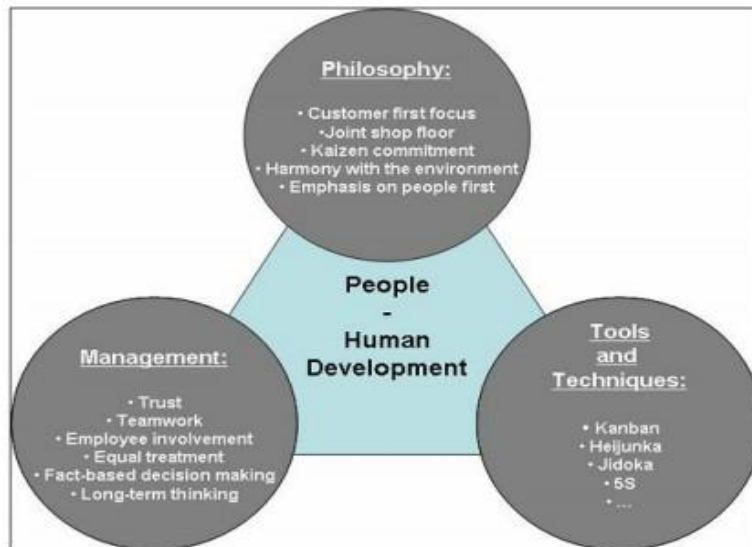 Philosophy:
• Customer first focus
•Joint shop floor
• Kaizen commitment
• Harmony with the environment
• Emphasis on people first
People
-
Human
Development
Management:
• Trust
• Teamwork
• Employee involvement
• Equal treatment
• Fact-based decision making
• Long-term thinking
Tools
and
Techniques:
• Kanban
• Heijunka
• Jidoka
• 5S
• ...